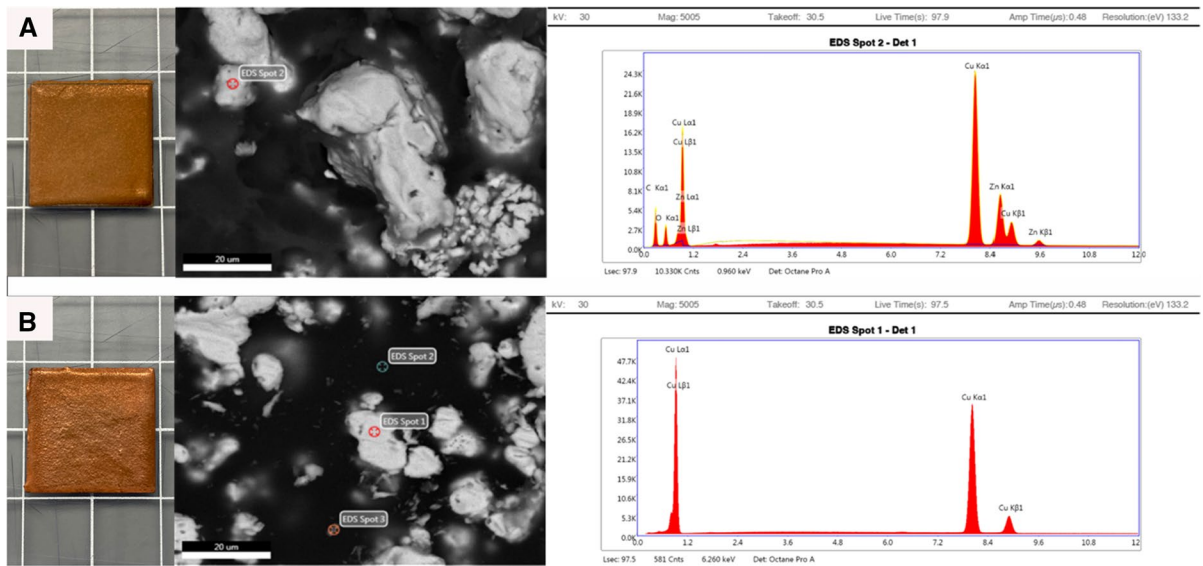 A
EDS Spot 2
20 um
kV: 30 Mag: 5005 Takeoff: 30.5 Live Time(s): 97.9 Amp Time(µs): 0.48 Resolution:(eV) 133.2
EDS Spot 2 - Det 1
24.3K
21.6K
18.9K
16.2K
13.5K
10.8K
8.1K
5.4K
2.7K
0.0K
C Kα1
O Kα1
Cu Lα1
Cu Lβ1
Zn Lα1
Zn Lβ1
Cu Kα1
Zn Kα1
Cu Kβ1
Zn Kβ1
0.0 1.2 2.4 3.6 4.8 6.0 7.2 8.4 9.6 10.8 12.0
Lsec: 97.9 10.330K Cnts 0.960 keV Det: Octane Pro A
B
EDS Spot 2
EDS Spot 1
EDS Spot 3
20 um
kV: 30 Mag: 5005 Takeoff: 30.5 Live Time(s): 97.5 Amp Time(µs): 0.48 Resolution:(eV) 133.2
EDS Spot 1 - Det 1
47.7K
42.4K
37.1K
31.8K
26.5K
21.2K
15.9K
10.6K
5.3K
0.0K
Cu Lα1
Cu Lβ1
Cu Kα1
Cu Kβ1
0.0 1.2 2.4 3.6 4.8 6.0 7.2 8.4 9.6 10.8 12
Lsec: 97.5 581 Cnts 6.260 keV Det: Octane Pro A